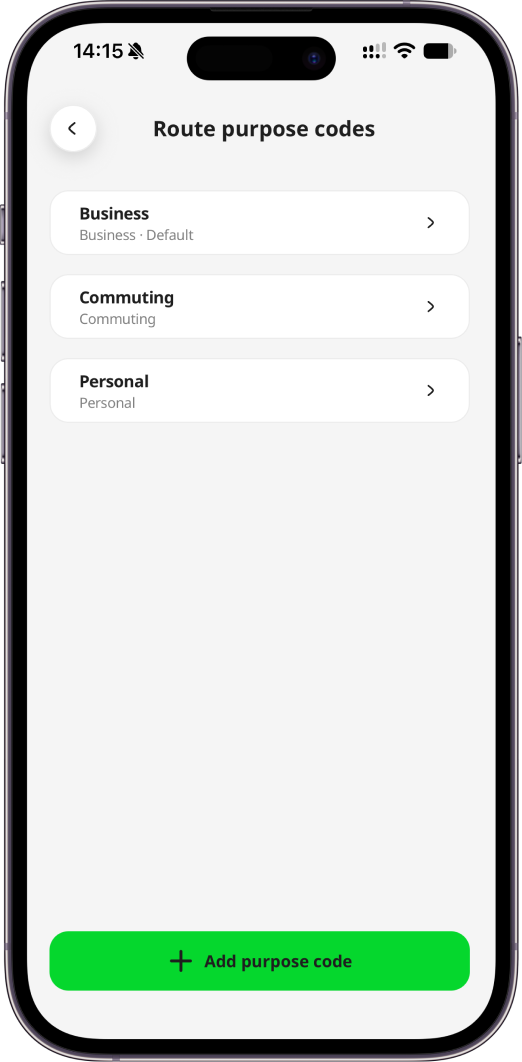 14:15
Route purpose codes
Business
Business · Default
Commuting
Commuting
Personal
Personal
Add purpose code